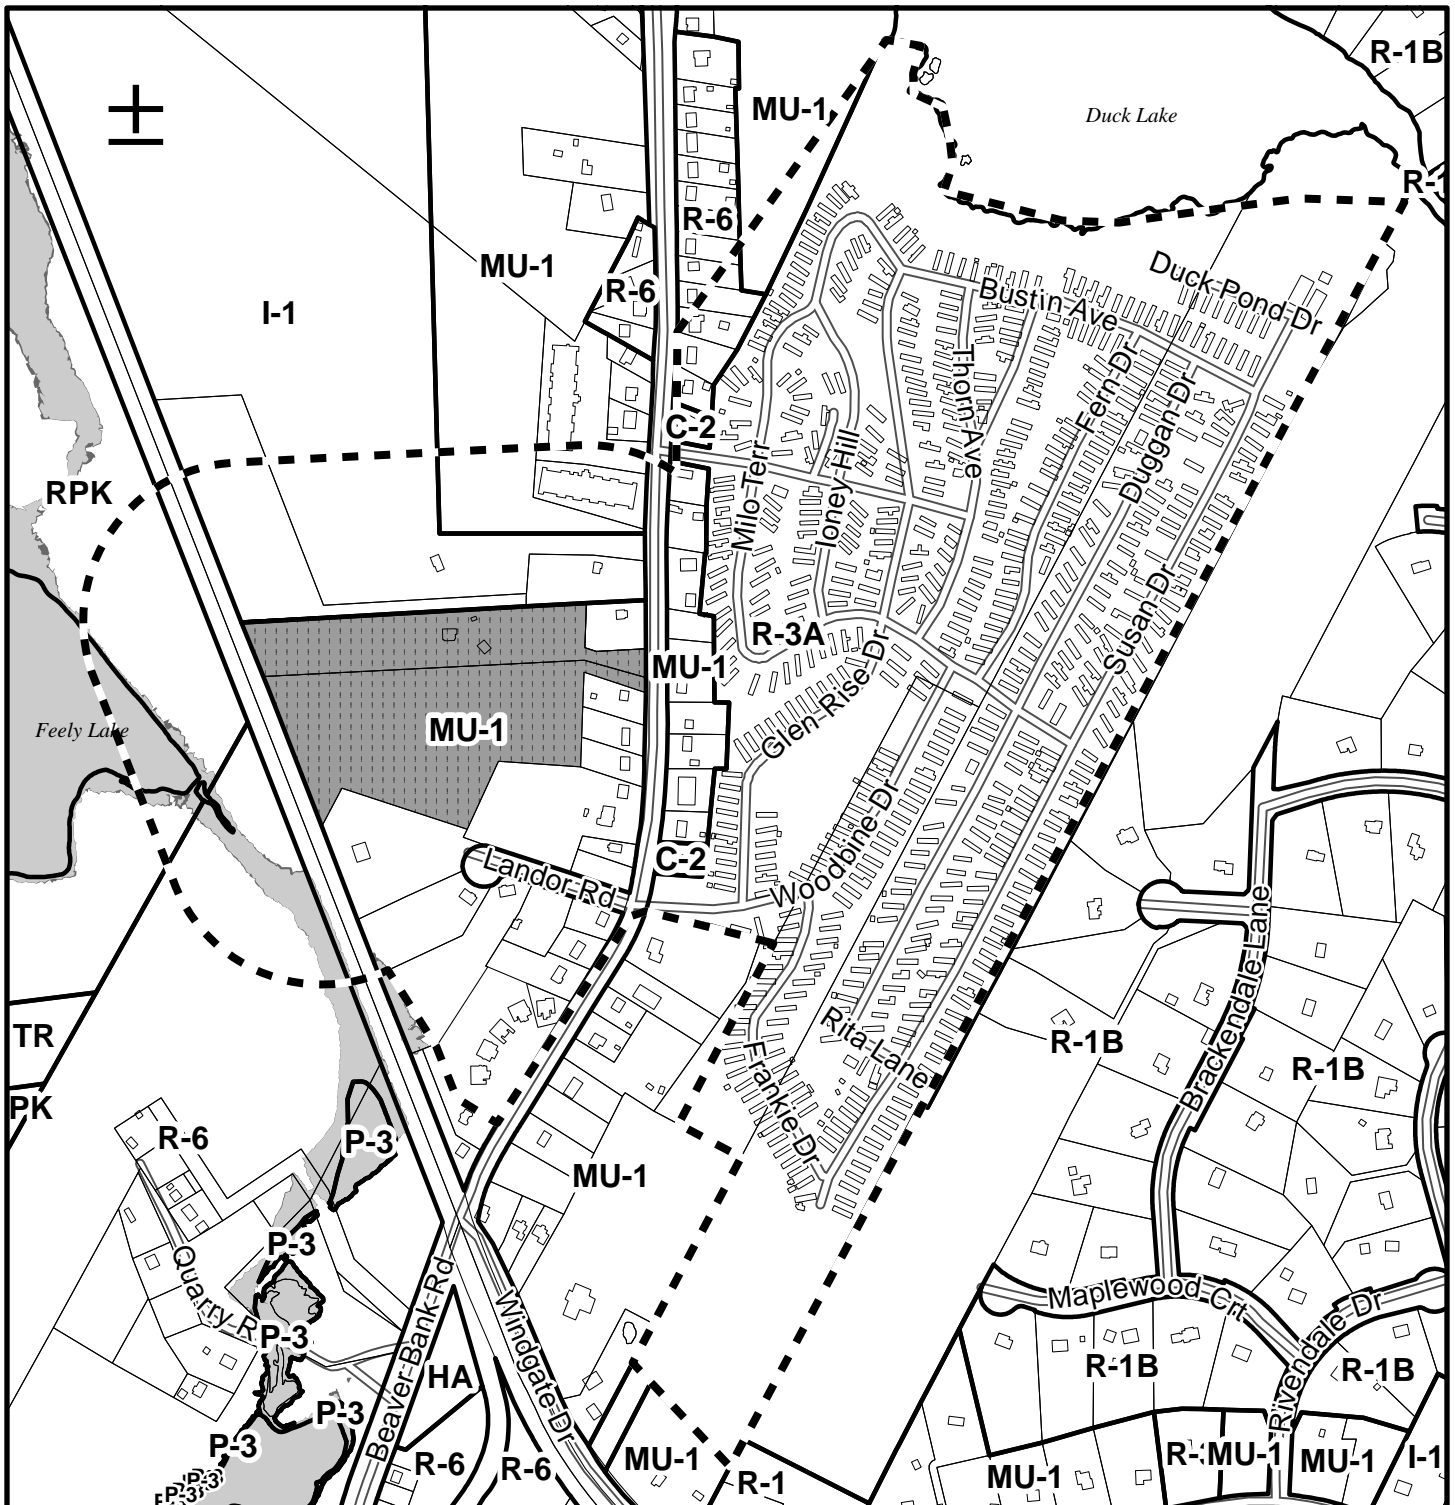 R-1B
MU-1
Duck Lake
R-6
MU-1
R-6
I-1
Duck Pond Dr
Bustin Ave
C-2
Thorn Ave
Fern Dr
Duggan Dr
Milo Terr
Ioney Hill
RPK
R-3A
Susan Dr
MU-1
Glen Rise Dr
MU-1
Feely Lake
C-2
Landor Rd
Woodbine Dr
Brackendale Lane
TR
Rita Lane
R-1B
R-1B
PK
Frankie Dr
R-6
P-3
MU-1
P-3
Quarry
P-3
Beaver Bank Rd
Windgate Dr
Maplewood Crt
Rivendale Dr
HA
R-1B
R-1B
P-3
P-3
R-6
R-6
MU-1
R-1
MU-1
MU-1
MU-1
I-1
P-3
P-3